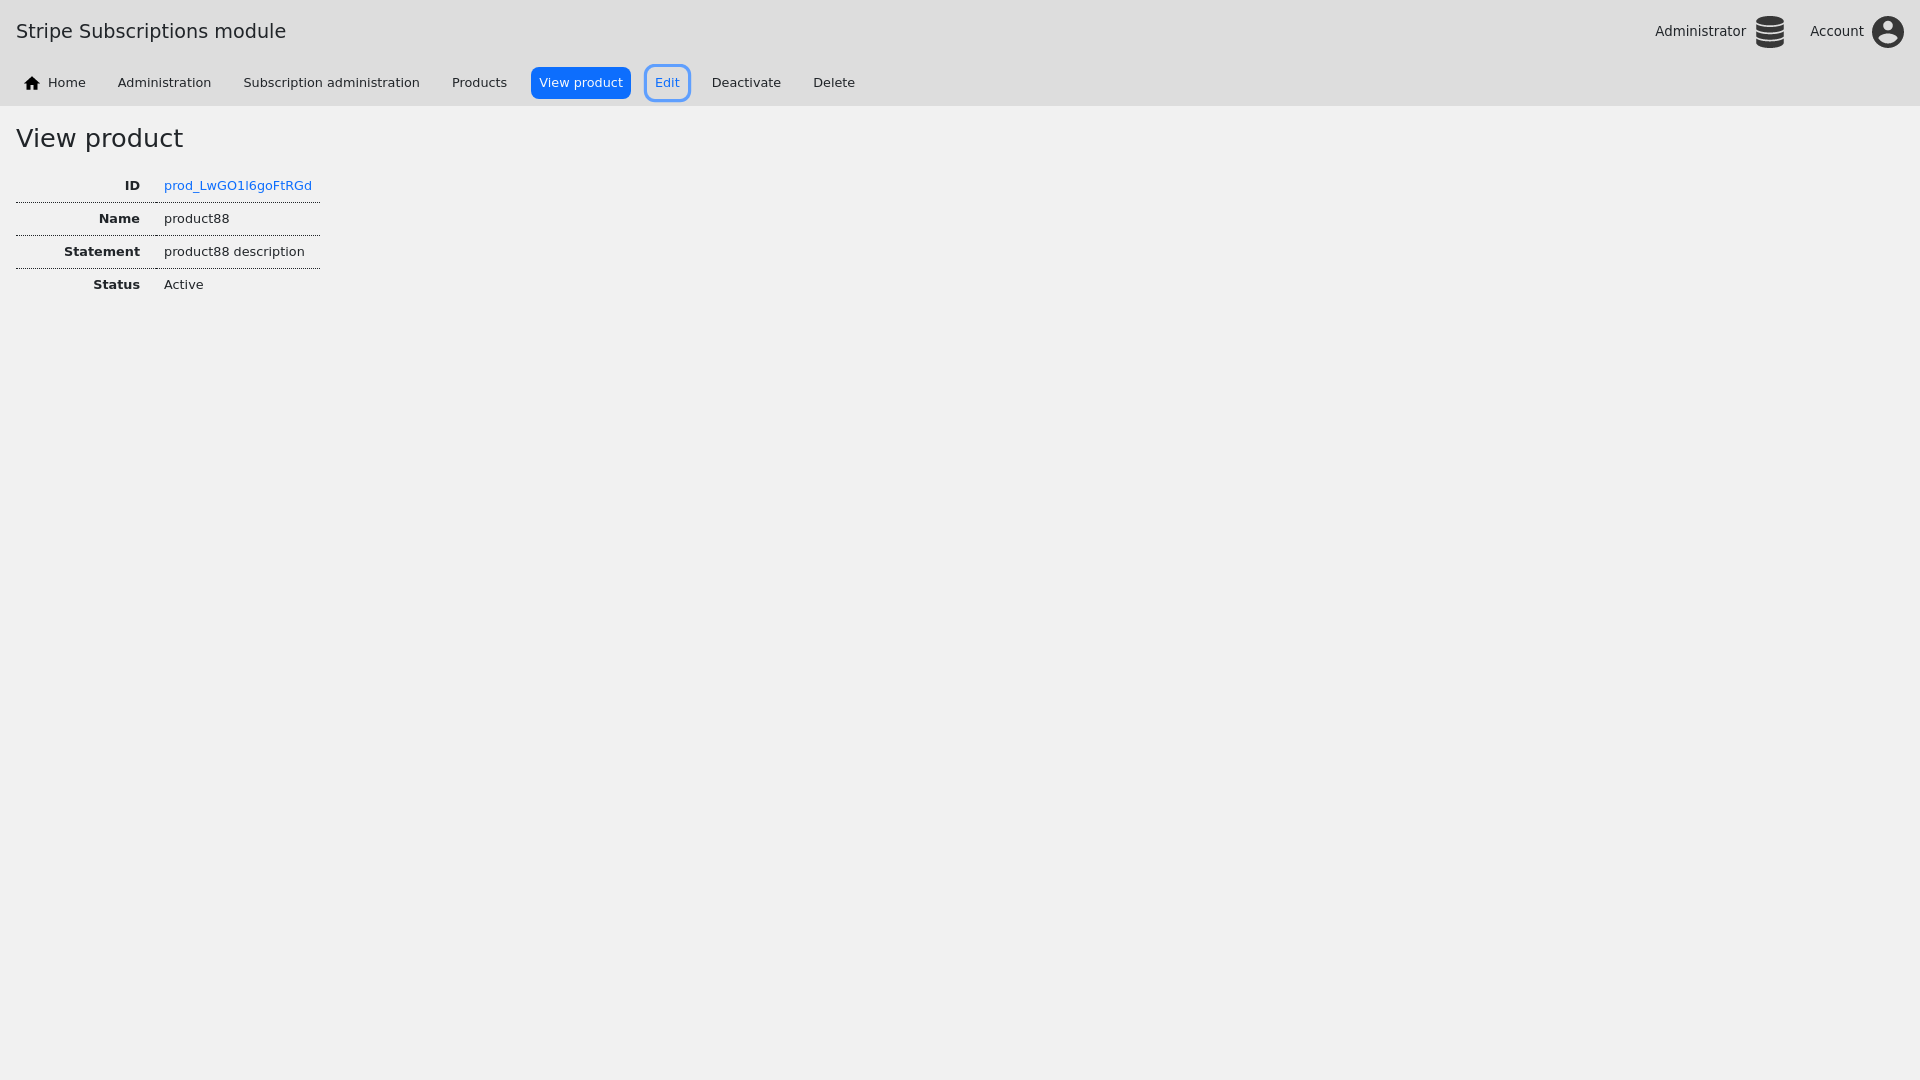 Stripe Subscriptions module
Administrator Account
Home Administration Subscription administration Products View product Edit Deactivate Delete
View product
ID prod_LwGO1l6goFtRGd
Name product88
Statement product88 description
Status Active